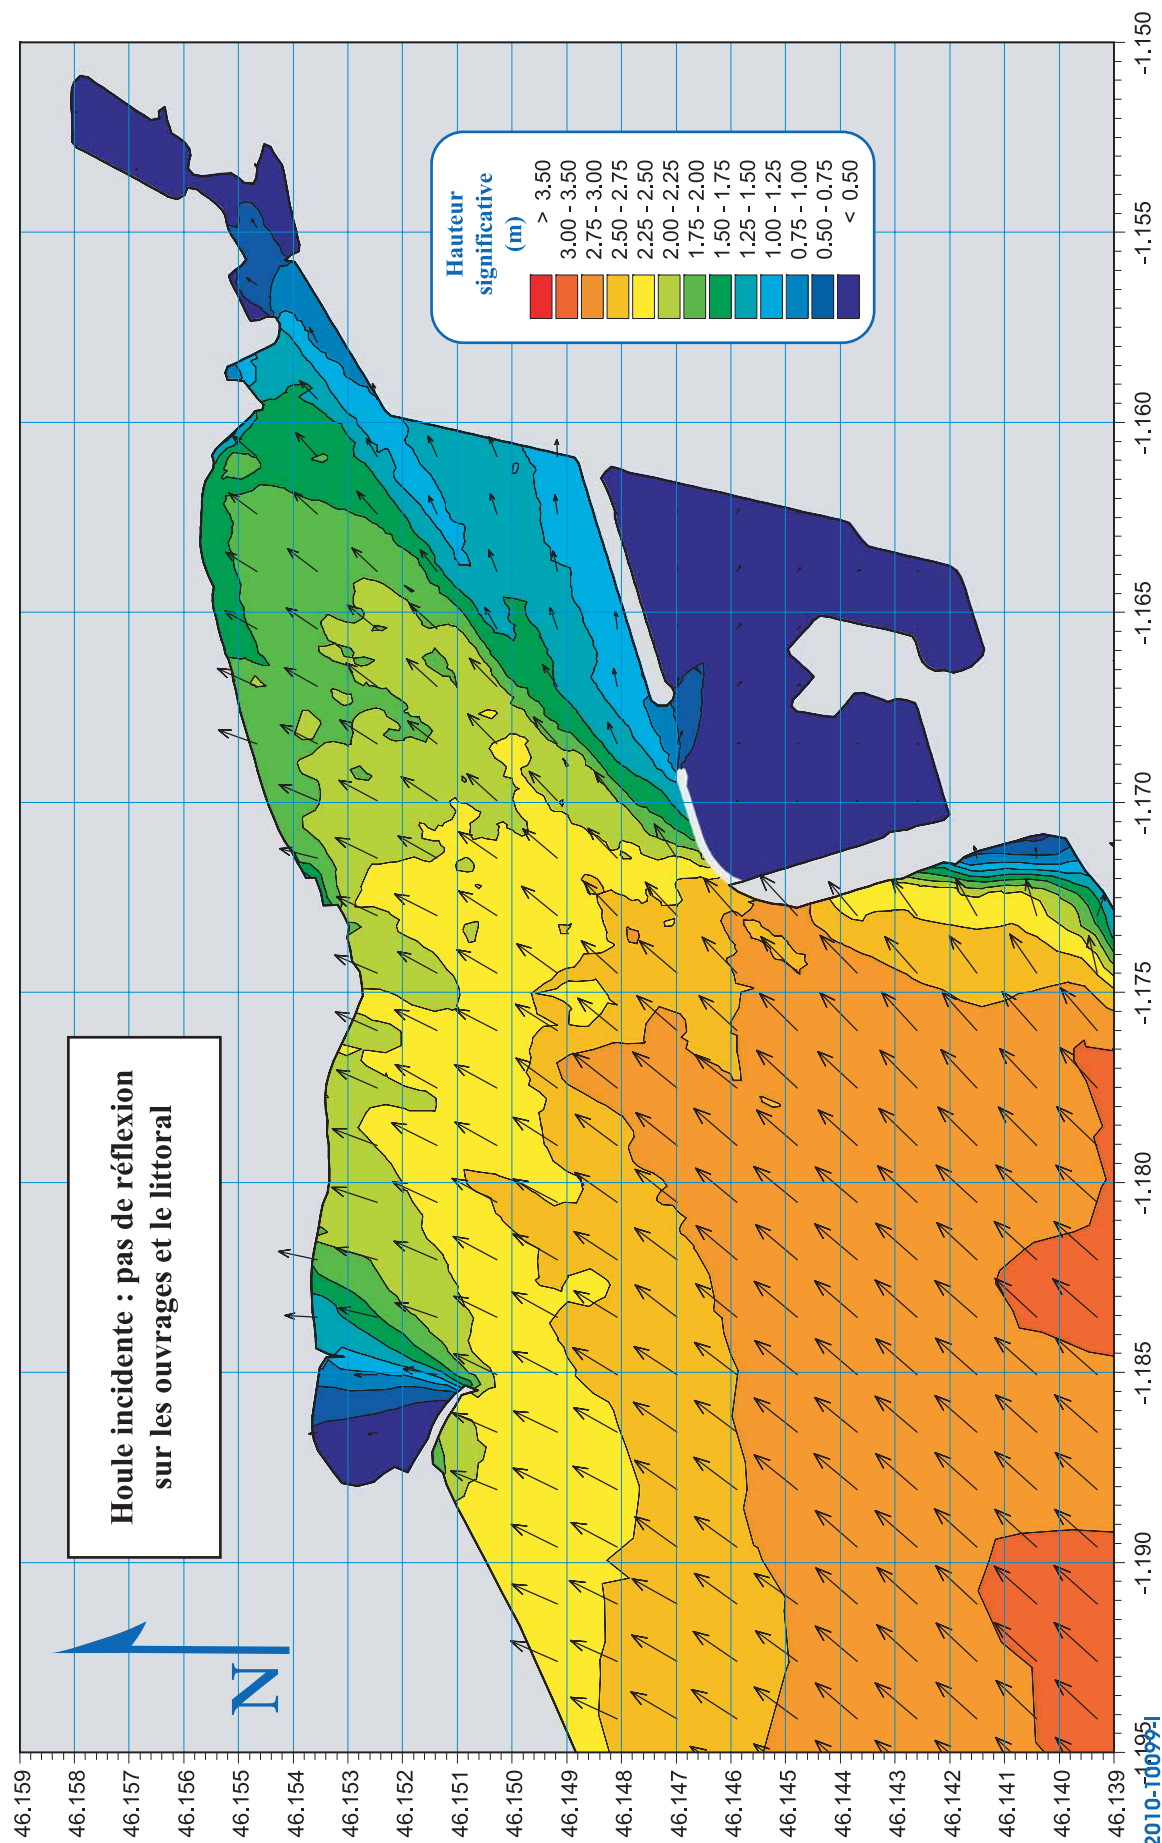 Houle incidente : pas de réflexion
sur les ouvrages et le littoral
N
Hauteur
significative
(m)
> 3.50
3.00 - 3.50
2.75 - 3.00
2.50 - 2.75
2.25 - 2.50
2.00 - 2.25
1.75 - 2.00
1.50 - 1.75
1.25 - 1.50
1.00 - 1.25
0.75 - 1.00
0.50 - 0.75
< 0.50
46.159
46.158
46.157
46.156
46.155
46.154
46.153
46.152
46.151
46.150
46.149
46.148
46.147
46.146
46.145
46.144
46.143
46.142
46.141
46.140
46.139
-1.195
-1.190
-1.185
-1.180
-1.175
-1.170
-1.165
-1.160
-1.155
-1.150
2010-10099-I